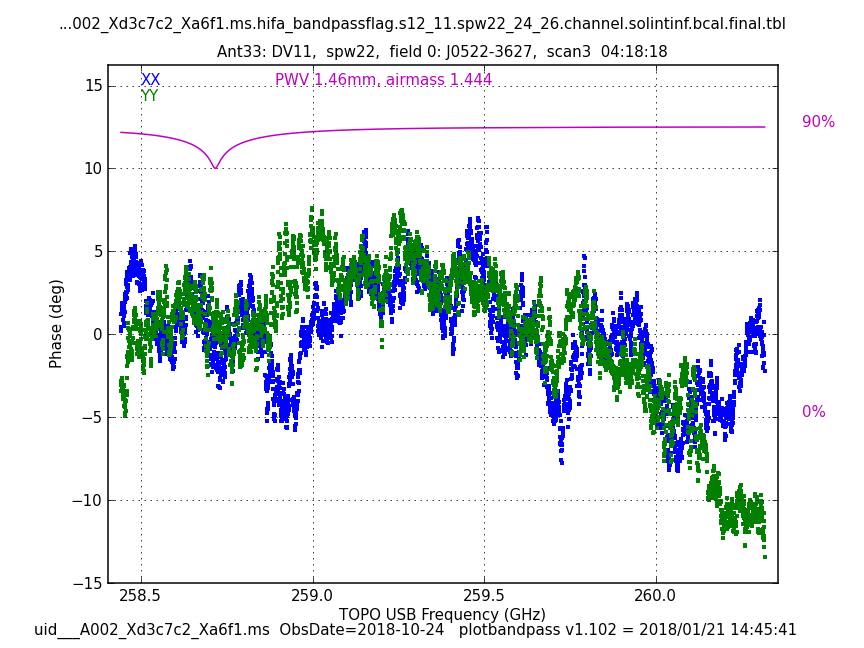 ...002_Xd3c7c2_Xa6f1.ms.hifa_bandpassflag.s12_11.spw22_24_26.channel.solintinf.bcal.final.tbl
Ant33: DV11,  spw22,  field 0: J0522-3627,  scan3  04:18:18
XX
PWV 1.46mm, airmass 1.444
YY
15
90%
10
5
Phase (deg)
0
−5
0%
−10
−15
258.5
259.0
259.5
260.0
TOPO USB Frequency (GHz)
uid___A002_Xd3c7c2_Xa6f1.ms  ObsDate=2018-10-24   plotbandpass v1.102 = 2018/01/21 14:45:41